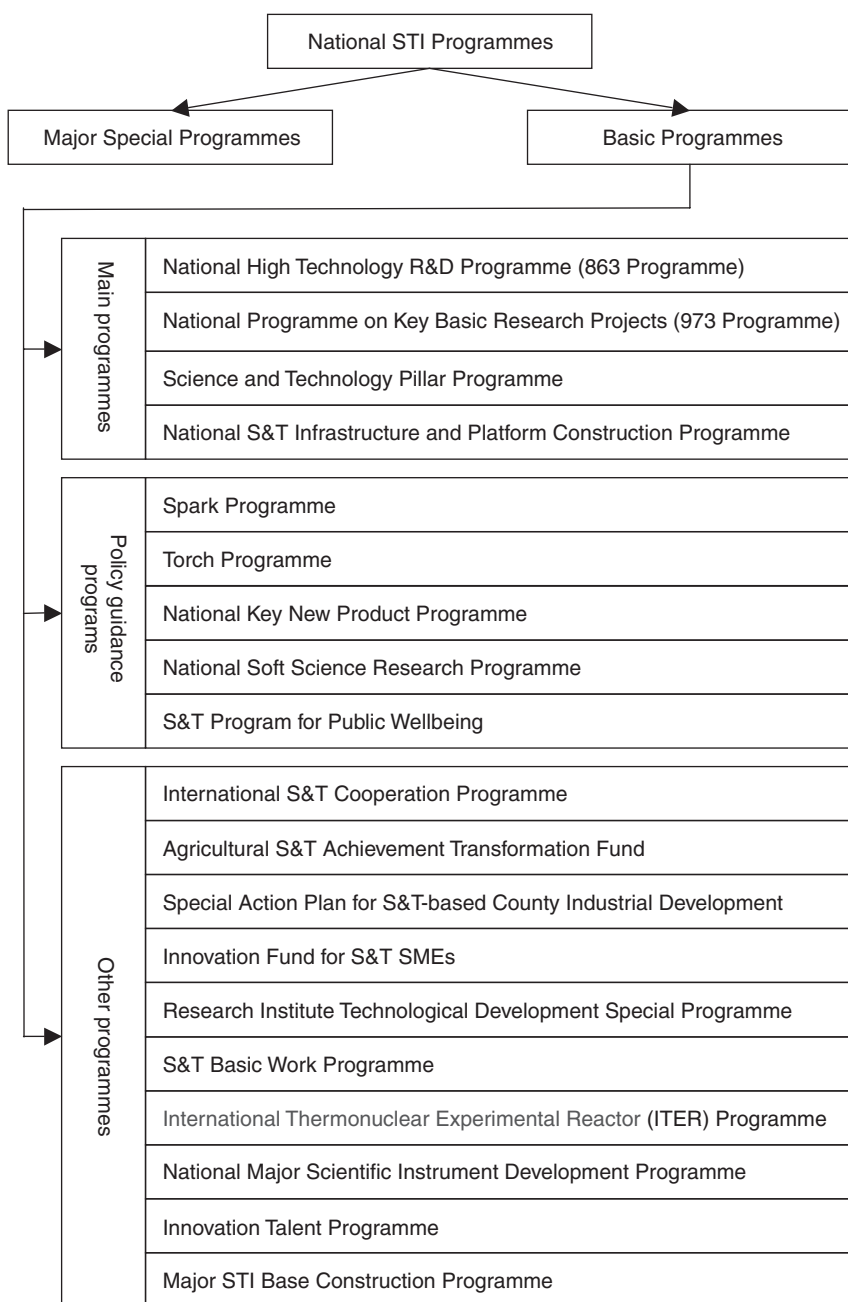 National STI Programmes
Major Special Programmes
Basic Programmes
Main programmes
National High Technology R&D Programme (863 Programme)
National Programme on Key Basic Research Projects (973 Programme)
Science and Technology Pillar Programme
National S&T Infrastructure and Platform Construction Programme
Policy guidance
programs
Spark Programme
Torch Programme
National Key New Product Programme
National Soft Science Research Programme
S&T Program for Public Wellbeing
Other programmes
International S&T Cooperation Programme
Agricultural S&T Achievement Transformation Fund
Special Action Plan for S&T-based County Industrial Development
Innovation Fund for S&T SMEs
Research Institute Technological Development Special Programme
S&T Basic Work Programme
International Thermonuclear Experimental Reactor (ITER) Programme
National Major Scientific Instrument Development Programme
Innovation Talent Programme
Major STI Base Construction Programme